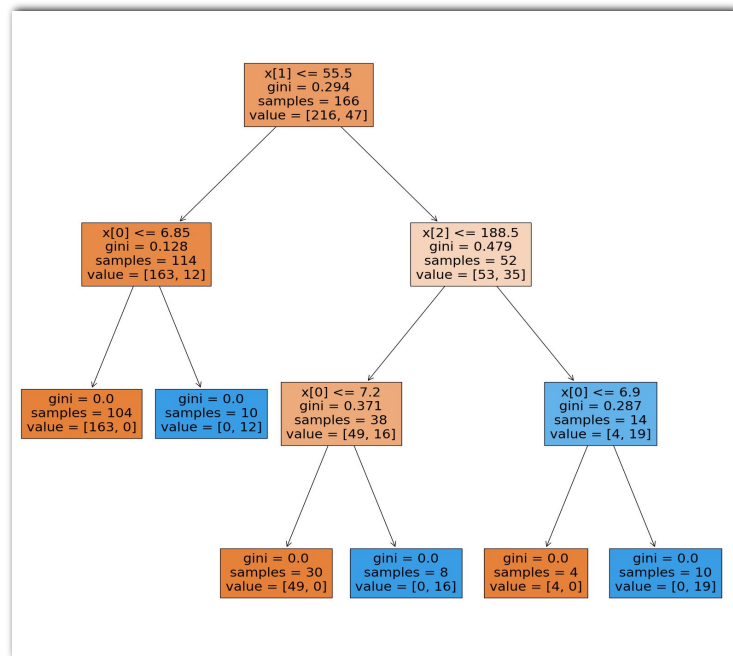 x[1] <= 55.5
gini = 0.294
samples = 166
value = [216, 47]
x[0] <= 6.85
gini = 0.128
samples = 114
value = [163, 12]
x[2] <= 188.5
gini = 0.479
samples = 52
value = [53, 35]
gini = 0.0
samples = 104
value = [163, 0]
gini = 0.0
samples = 10
value = [0, 12]
x[0] <= 7.2
gini = 0.371
samples = 38
value = [49, 16]
x[0] <= 6.9
gini = 0.287
samples = 14
value = [4, 19]
gini = 0.0
samples = 30
value = [49, 0]
gini = 0.0
samples = 8
value = [0, 16]
gini = 0.0
samples = 4
value = [4, 0]
gini = 0.0
samples = 10
value = [0, 19]